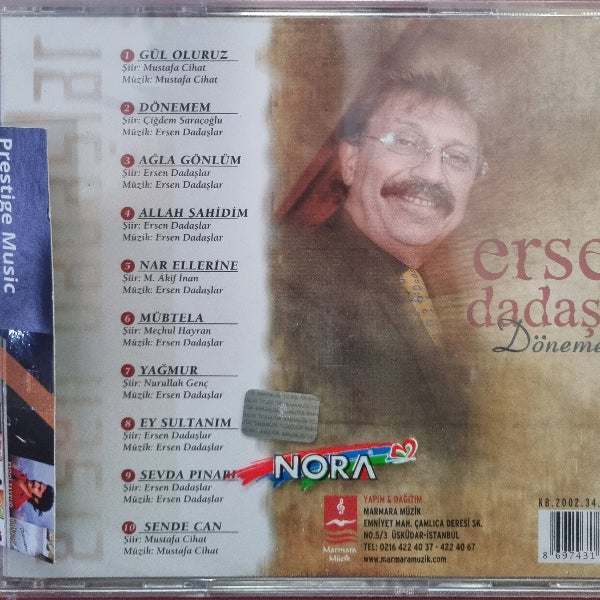 1 GÜL OLURUZ
Şiir: Mustafa Cihat
Müzik: Mustafa Cihat
2 DÖNEMEM
Şiir: Çiğdem Saraçoğlu
Müzik: Ersen Dadaşlar
3 AĞLA GÖNLÜM
Şiir: Ersen Dadaşlar
Müzik: Ersen Dadaşlar
4 ALLAH SAHİDİM
Şiir: Ersen Dadaşlar
Müzik: Ersen Dadaşlar
5 NAR ELLERİNE
Şiir: M. Akif İnan
Müzik: Ersen Dadaşlar
6 MÜBTELA
Şiir: Meçhul Hayran
Müzik: Ersen Dadaşlar
7 YAĞMUR
Şiir: Nurullah Genç
Müzik: Ersen Dadaşlar
8 EY SULTANIM
Şiir: Ersen Dadaşlar
Müzik: Ersen Dadaşlar
9 SEVDA PINARI
Şiir: Ersen Dadaşlar
Müzik: Ersen Dadaşlar
10 SENDE CAN
Şiir: Mustafa Cihat
Müzik: Mustafa Cihat
Prestige Music
erse
dadaş
Döneme
NORA
YAPIM & DAĞITIM
MARMARA MÜZİK
EMNİYET MAH. ÇAMLICA DERESİ SK.
NO.5/3 ÜSKÜDAR-İSTANBUL
TEL: 0216 422 40 37 - 422 40 67
www.marmaramuzik.com
Marmara
Müzik
KB.2002.34.
8 697431